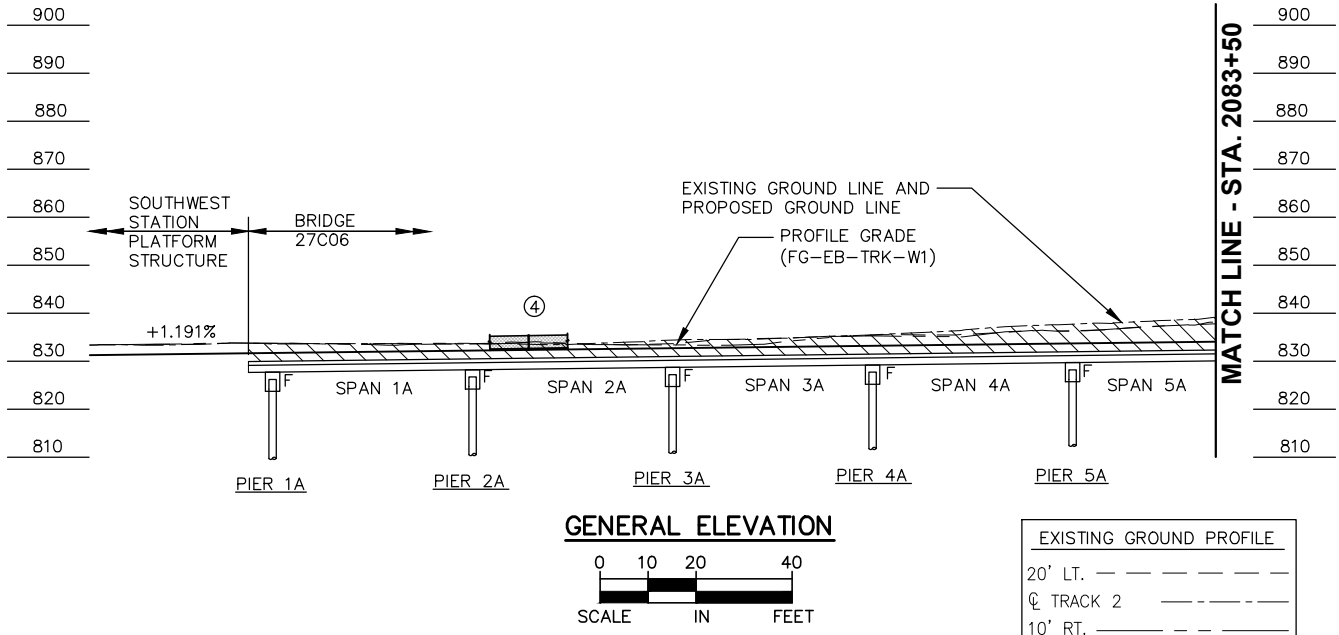 900
890
880
870
860
850
840
830
820
810
SOUTHWEST
STATION
PLATFORM
STRUCTURE
BRIDGE
27C06
+1.191%
4
EXISTING GROUND LINE AND
PROPOSED GROUND LINE
PROFILE GRADE
(FG-EB-TRK-W1)
MATCH LINE - STA. 2083+50
900
890
880
870
860
850
840
830
820
810
F
SPAN 1A
F
SPAN 2A
F
SPAN 3A
F
SPAN 4A
F
SPAN 5A
PIER 1A
PIER 2A
PIER 3A
PIER 4A
PIER 5A
GENERAL ELEVATION
0 10 20 40
SCALE IN FEET
EXISTING GROUND PROFILE
20' LT.
℄ TRACK 2
10' RT.